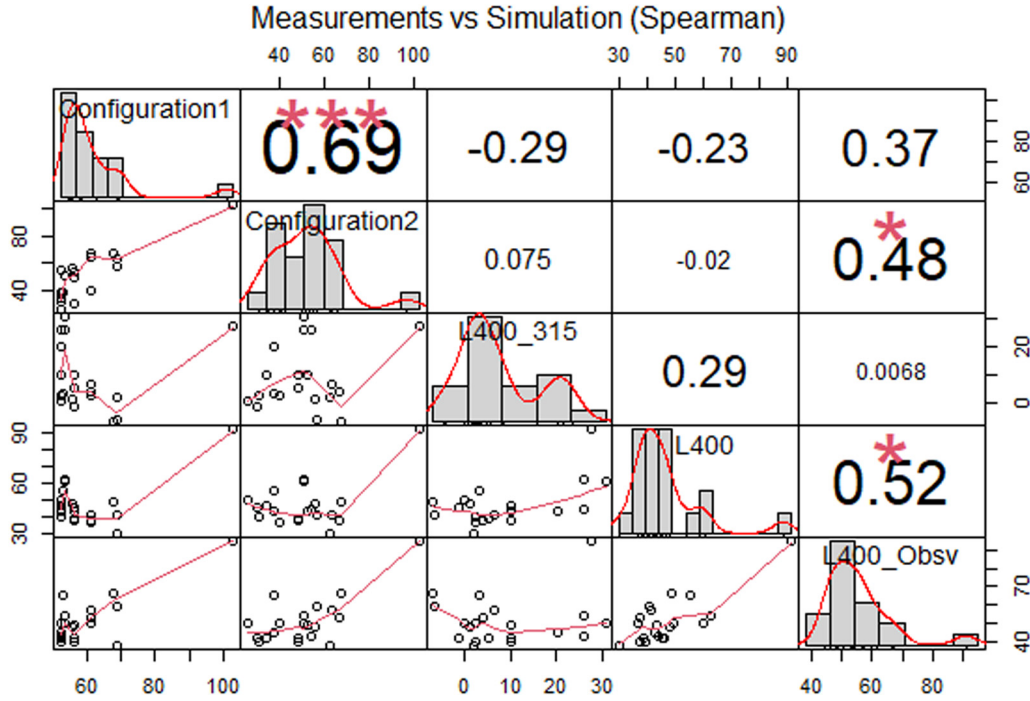 Measurements vs Simulation (Spearman)
40 60 80 100 30 50 70 90
Configuration1 *** 0.69 -0.29 -0.23 0.37 60 80
40 80 Configuration2 0.075 -0.02 * 0.48
L400_315 0.29 0.0068 0 20
30 60 90 L400 * 0.52
L400_Obsv 40 70
60 80 100 0 10 20 30 40 60 80